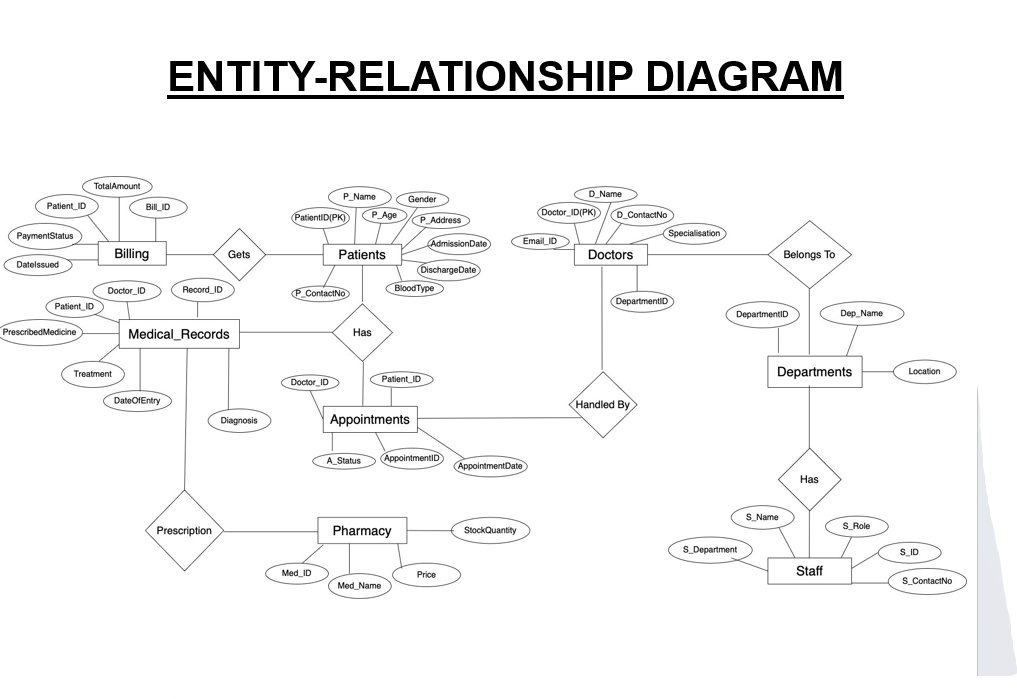 ENTITY-RELATIONSHIP DIAGRAM
TotalAmount
Patient_ID
Bill_ID
PaymentStatus
DateIssued
Billing
Gets
P_Name
Gender
PatientID(PK)
P_Age
P_Address
AdmissionDate
DischargeDate
BloodType
P_ContactNo
Patients
D_Name
Doctor_ID(PK)
D_ContactNo
Email_ID
Specialisation
Doctors
DepartmentID
Belongs To
Doctor_ID
Record_ID
Patient_ID
PrescribedMedicine
Medical_Records
Treatment
DateOfEntry
Diagnosis
Has
DepartmentID
Dep_Name
Departments
Location
Doctor_ID
Patient_ID
Appointments
A_Status
AppointmentID
AppointmentDate
Handled By
Has
Prescription
Pharmacy
StockQuantity
Med_ID
Med_Name
Price
S_Name
S_Role
S_Department
S_ID
Staff
S_ContactNo